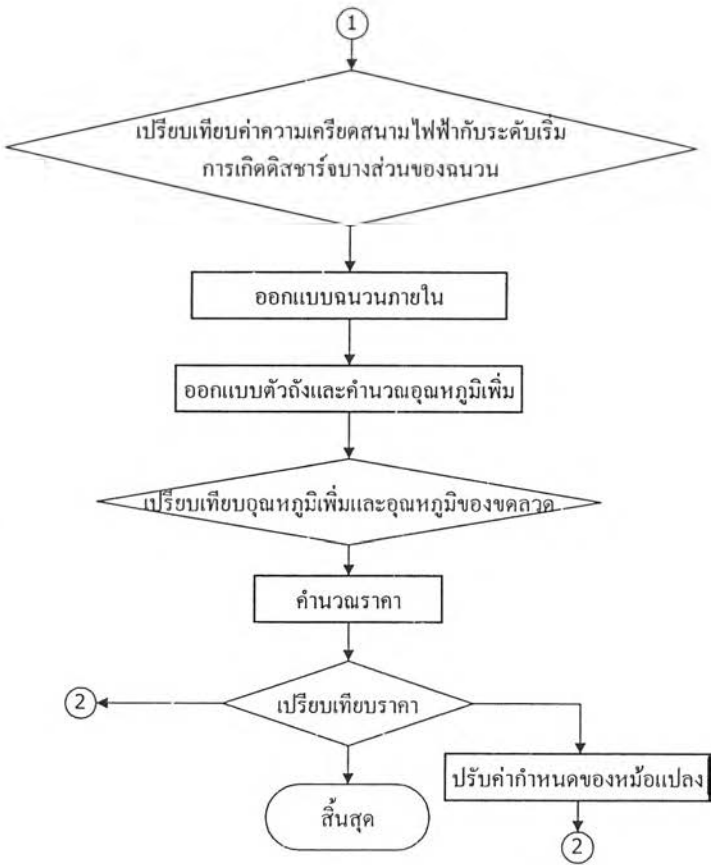 1
เปรียบเทียบค่าความเครียดสนามไฟฟ้ากับระดับเริ่ม
การเกิดดิสชาร์จบางส่วนของฉนวน
ออกแบบฉนวนภายใน
ออกแบบตัวถังและคำนวณอุณหภูมิเพิ่ม
เปรียบเทียบอุณหภูมิเพิ่มและอุณหภูมิของขดลวด
คำนวณราคา
2
เปรียบเทียบราคา
ปรับค่ากำหนดของหม้อแปลง
สิ้นสุด
2